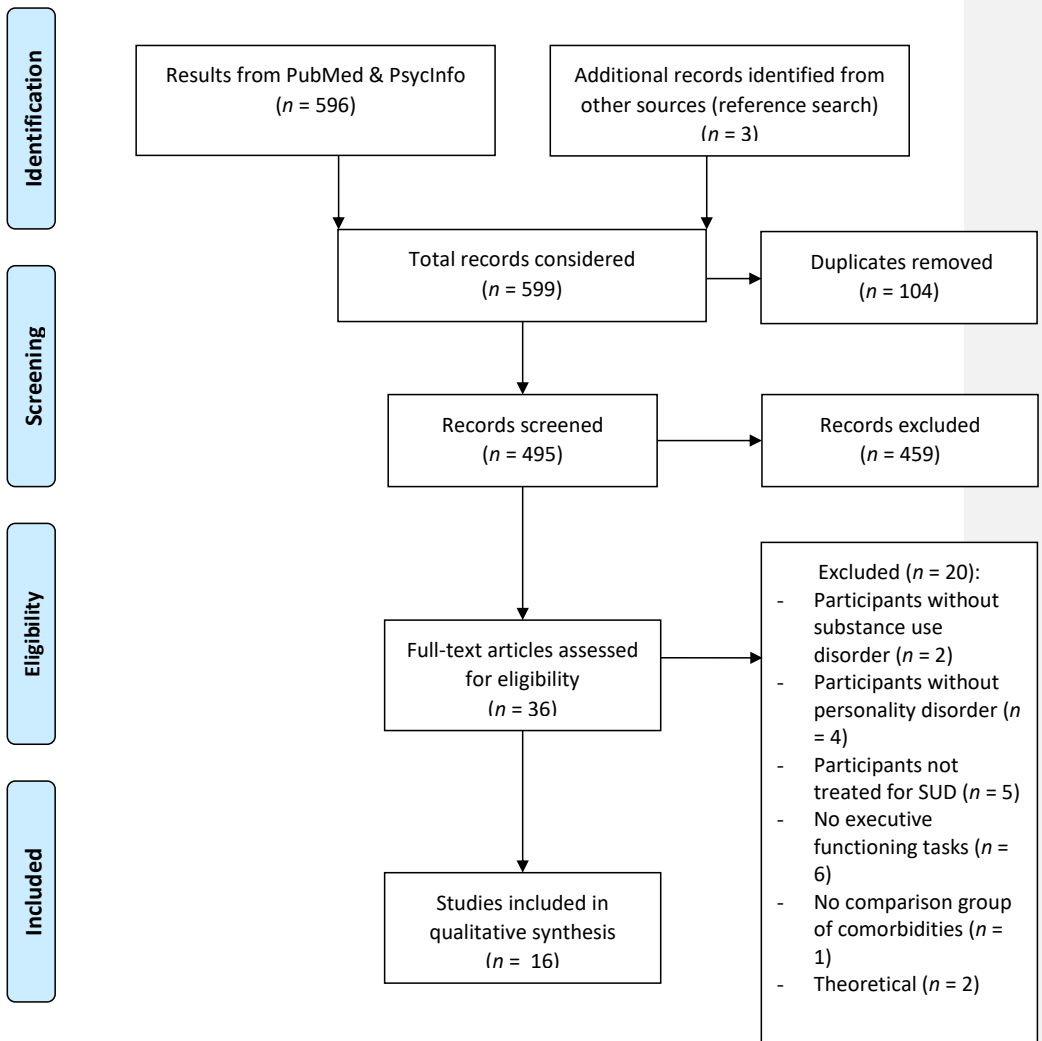 Identification
Results from PubMed & PsycInfo
(n = 596)
Additional records identified from
other sources (reference search)
(n = 3)
Total records considered
(n = 599)
Duplicates removed
(n = 104)
Screening
Records screened
(n = 495)
Records excluded
(n = 459)
Eligibility
Full-text articles assessed
for eligibility
(n = 36)
Excluded (n = 20):
- Participants without
substance use
disorder (n = 2)
- Participants without
personality disorder (n
= 4)
- Participants not
treated for SUD (n = 5)
- No executive
functioning tasks (n =
6)
- No comparison group
of comorbidities (n =
1)
- Theoretical (n = 2)
Included
Studies included in
qualitative synthesis
(n = 16)